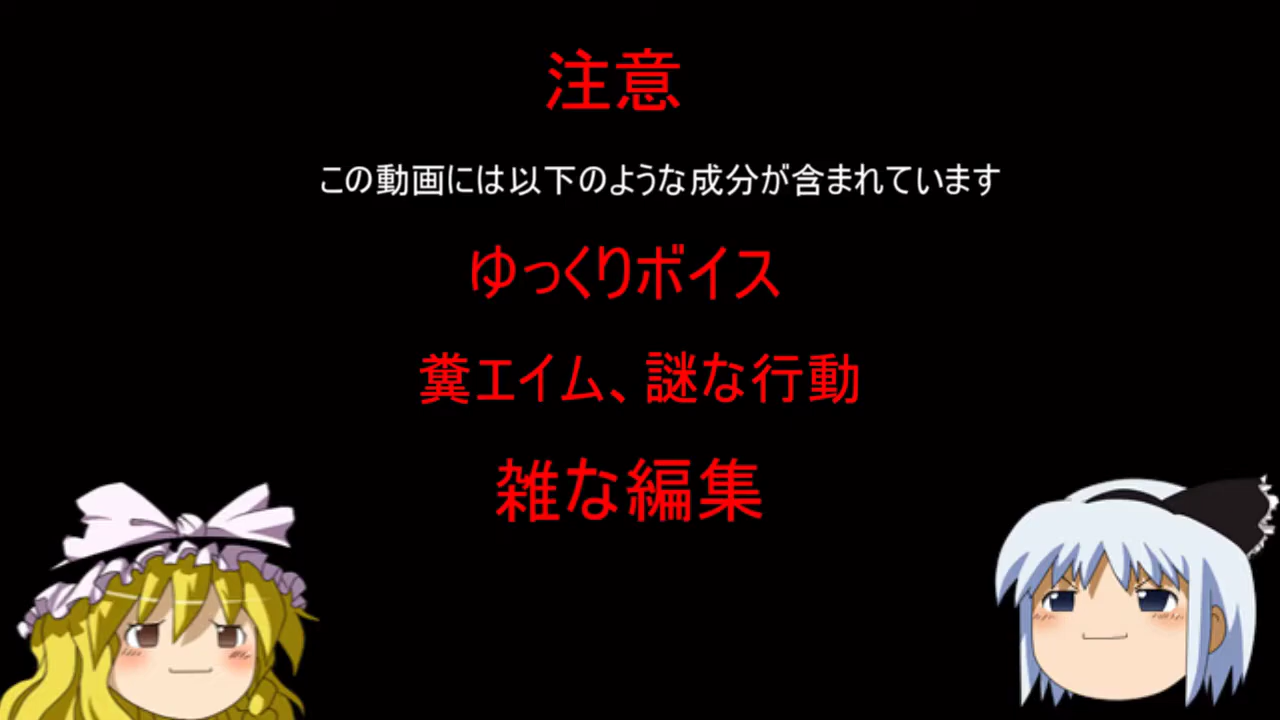 注意
この動画には以下のような成分が含まれています
ゆっくりボイス
糞エイム、謎な行動
雑な編集